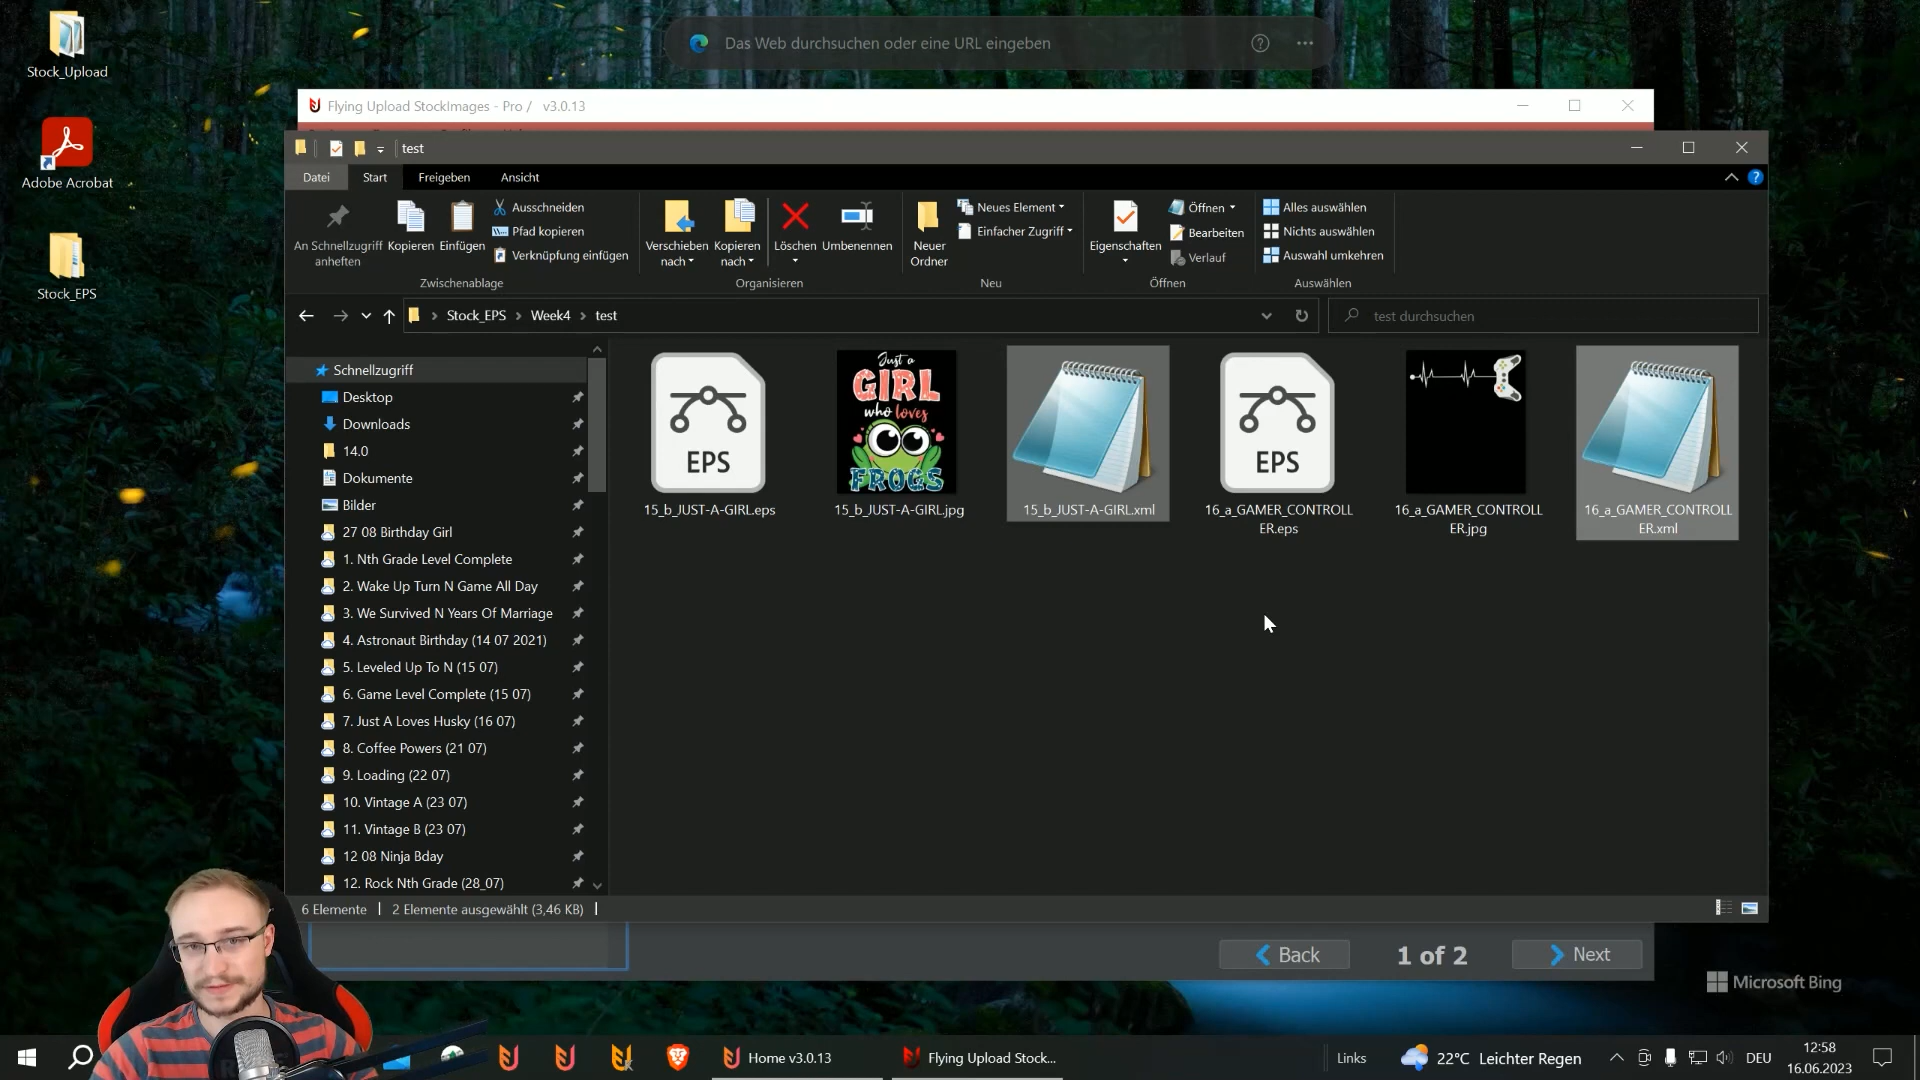 Stock_Upload
Adobe Acrobat
Stock_EPS
Das Web durchsuchen oder eine URL eingeben
Flying Upload StockImages - Pro / v3.0.13
test
Datei
Start
Freigeben
Ansicht
An Schnellzugriff
anheften
Kopieren
Einfügen
Ausschneiden
Pfad kopieren
Verknüpfung einfügen
Zwischenablage
Verschieben
nach
Kopieren
nach
Löschen
Umbenennen
Organisieren
Neuer
Ordner
Neues Element
Einfacher Zugriff
Neu
Eigenschaften
Öffnen
Bearbeiten
Verlauf
Öffnen
Alles auswählen
Nichts auswählen
Auswahl umkehren
Auswählen
Stock_EPS > Week4 > test
test durchsuchen
Schnellzugriff
Desktop
Downloads
14.0
Dokumente
Bilder
27 08 Birthday Girl
1. Nth Grade Level Complete
2. Wake Up Turn N Game All Day
3. We Survived N Years Of Marriage
4. Astronaut Birthday (14 07 2021)
5. Leveled Up To N (15 07)
6. Game Level Complete (15 07)
7. Just A Loves Husky (16 07)
8. Coffee Powers (21 07)
9. Loading (22 07)
10. Vintage A (23 07)
11. Vintage B (23 07)
12 08 Ninja Bday
12. Rock Nth Grade (28_07)
EPS
15_b_JUST-A-GIRL.eps
Just a
GIRL
who loves
FROGS
15_b_JUST-A-GIRL.jpg
15_b_JUST-A-GIRL.xml
EPS
16_a_GAMER_CONTROLL
ER.eps
16_a_GAMER_CONTROLL
ER.jpg
16_a_GAMER_CONTROLL
ER.xml
6 Elemente
2 Elemente ausgewählt (3,46 KB)
Back
1 of 2
Next
Microsoft Bing
Home v3.0.13
Flying Upload Stock...
Links
22°C Leichter Regen
DEU
12:58
16.06.2023